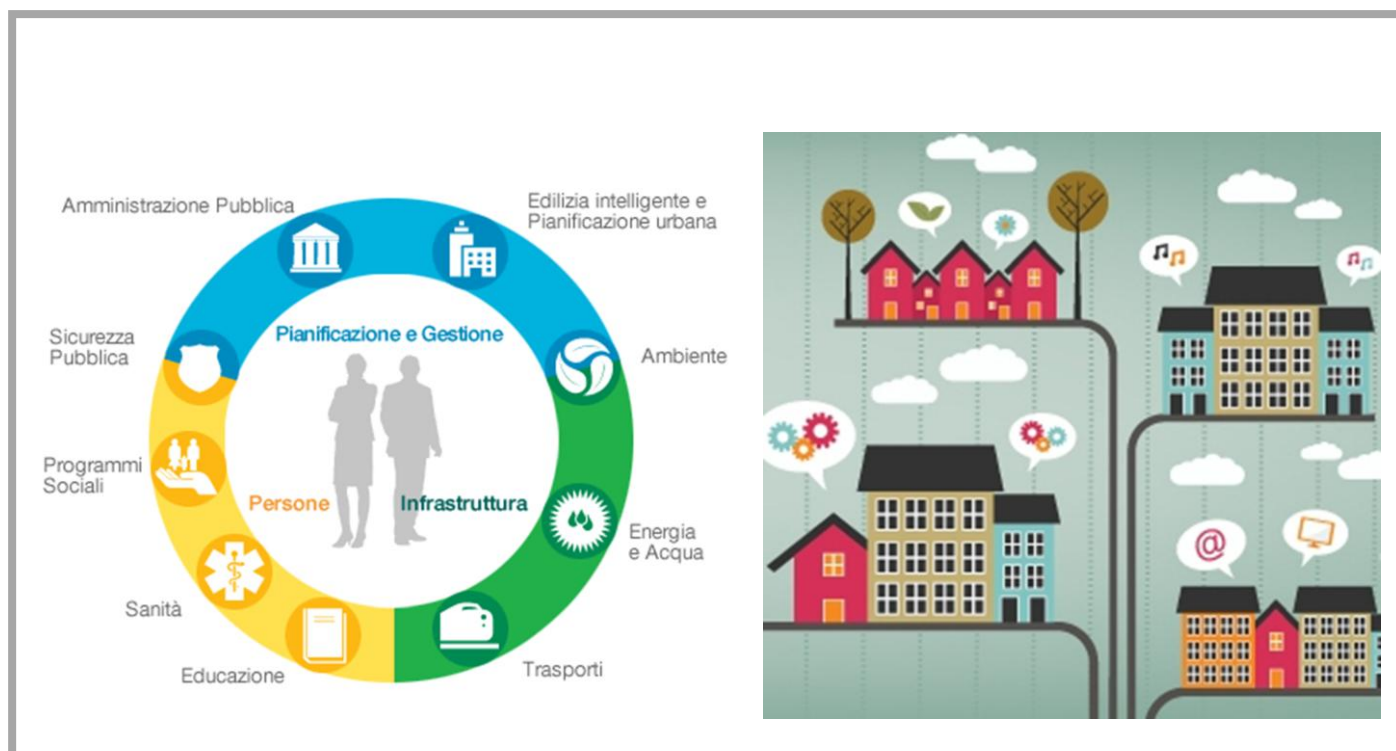 Amministrazione Pubblica
Edilizia intelligente e
Pianificazione urbana
Sicurezza
Pubblica
Pianificazione e Gestione
Ambiente
Programmi
Sociali
Persone
Infrastruttura
Energia
e Acqua
Sanità
Educazione
Trasporti
@